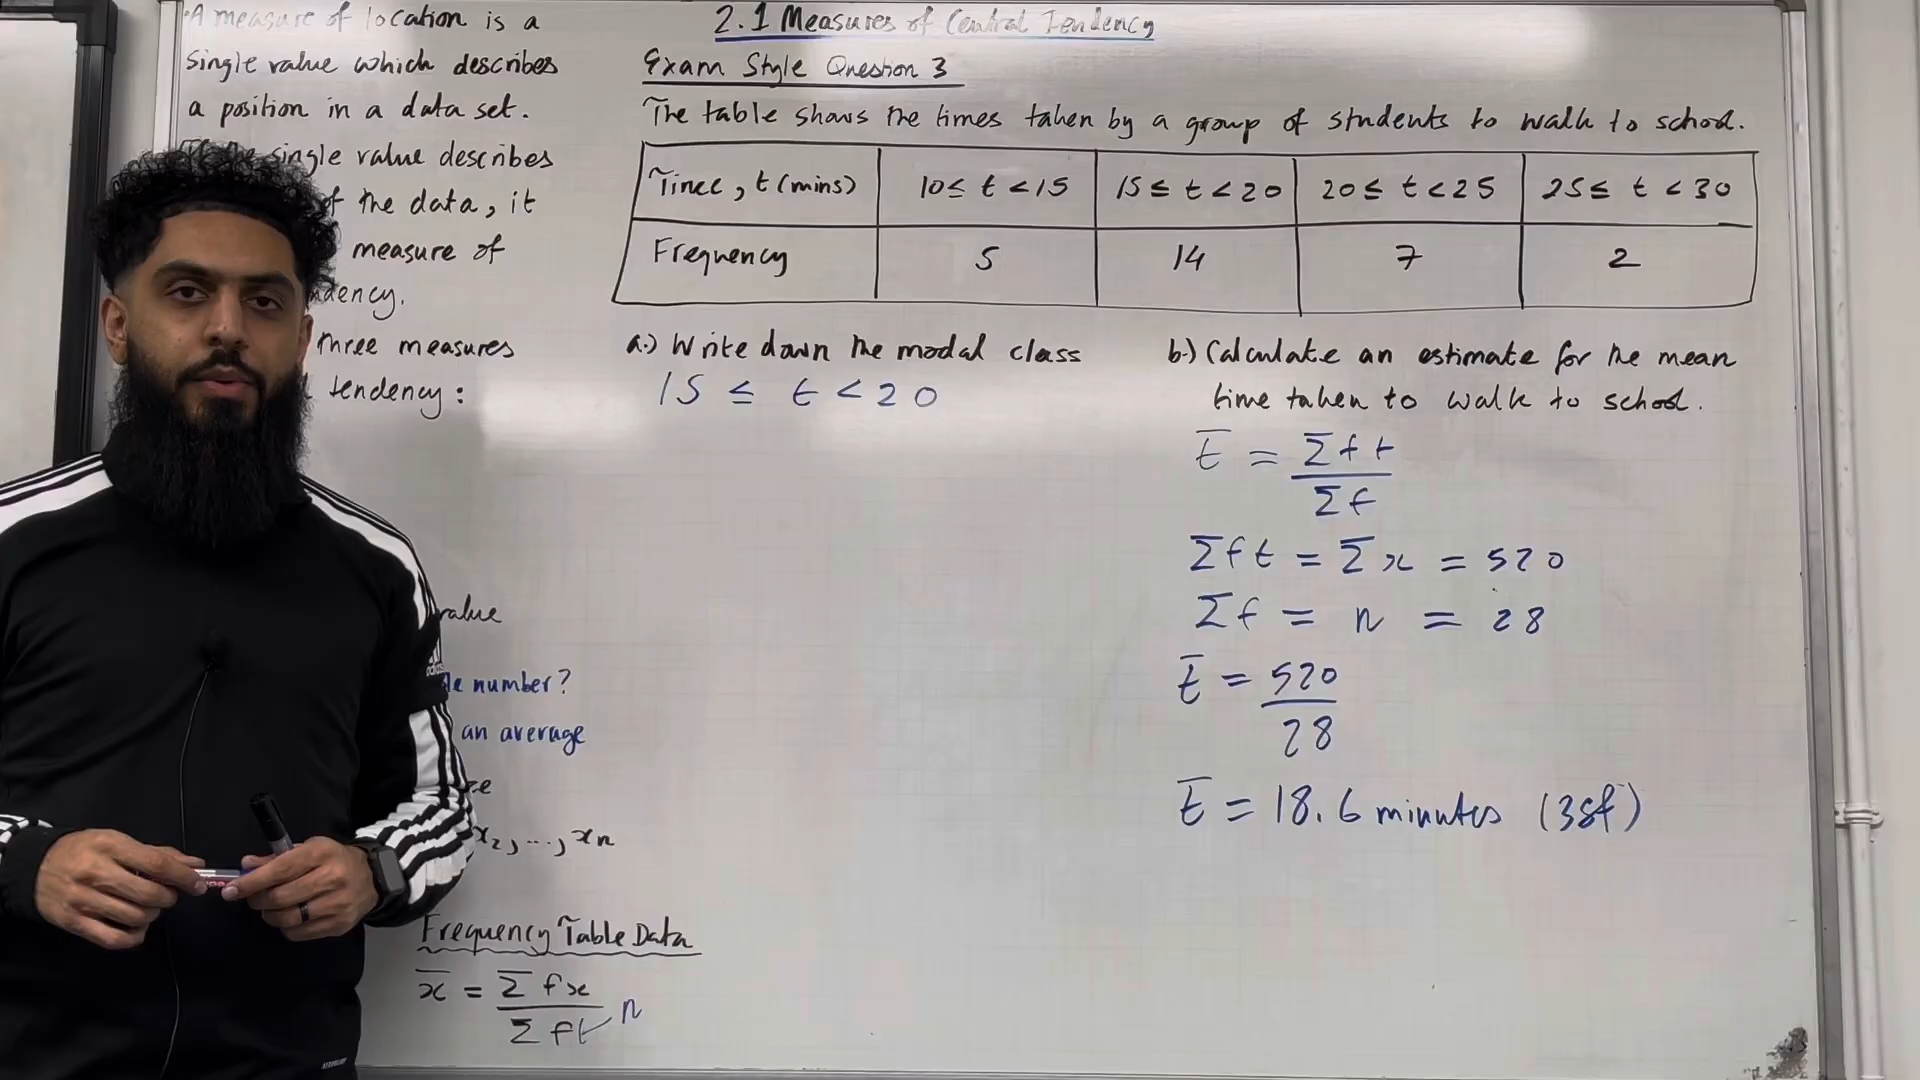 2.1 Measures of Central Tendency
A measure of location is a
single value which describes
a position in a data set.
single value describes
of the data, it
measure of
three measures
tendency:
value
number?
an average
x₂, ..., xₙ
Frequency Table Data
x̄ = Σfx / Σft n
Exam Style Question 3
The table shows the times taken by a group of students to walk to school.
Time, t (mins) 10 ≤ t < 15 15 ≤ t < 20 20 ≤ t < 25 25 ≤ t < 30
Frequency 5 14 7 2
a.) Write down the modal class
15 ≤ t < 20
b.) Calculate an estimate for the mean
time taken to walk to school.
t̄ = Σft / Σf
Σft = Σx = 520
Σf = n = 28
t̄ = 520 / 28
t̄ = 18.6 minutes (3sf)